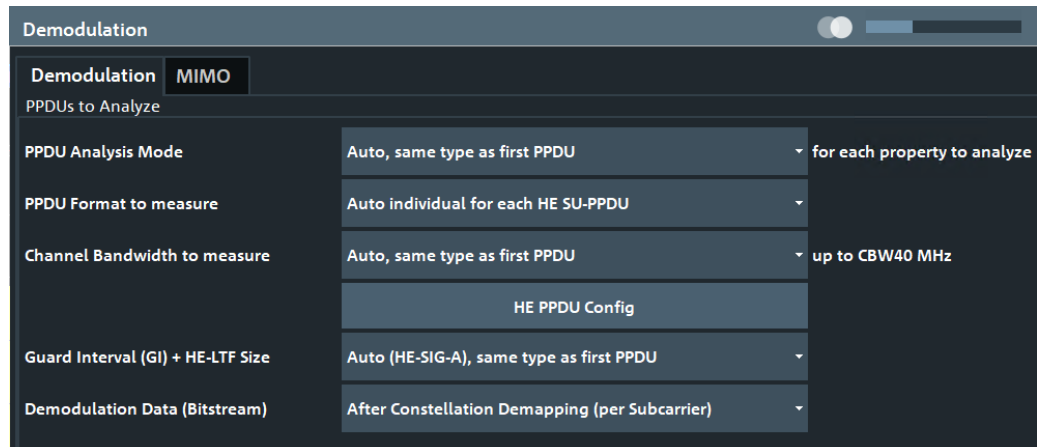 Demodulation
Demodulation MIMO
PPDUs to Analyze
PPDU Analysis Mode Auto, same type as first PPDU for each property to analyze
PPDU Format to measure Auto individual for each HE SU-PPDU
Channel Bandwidth to measure Auto, same type as first PPDU up to CBW40 MHz
HE PPDU Config
Guard Interval (GI) + HE-LTF Size Auto (HE-SIG-A), same type as first PPDU
Demodulation Data (Bitstream) After Constellation Demapping (per Subcarrier)